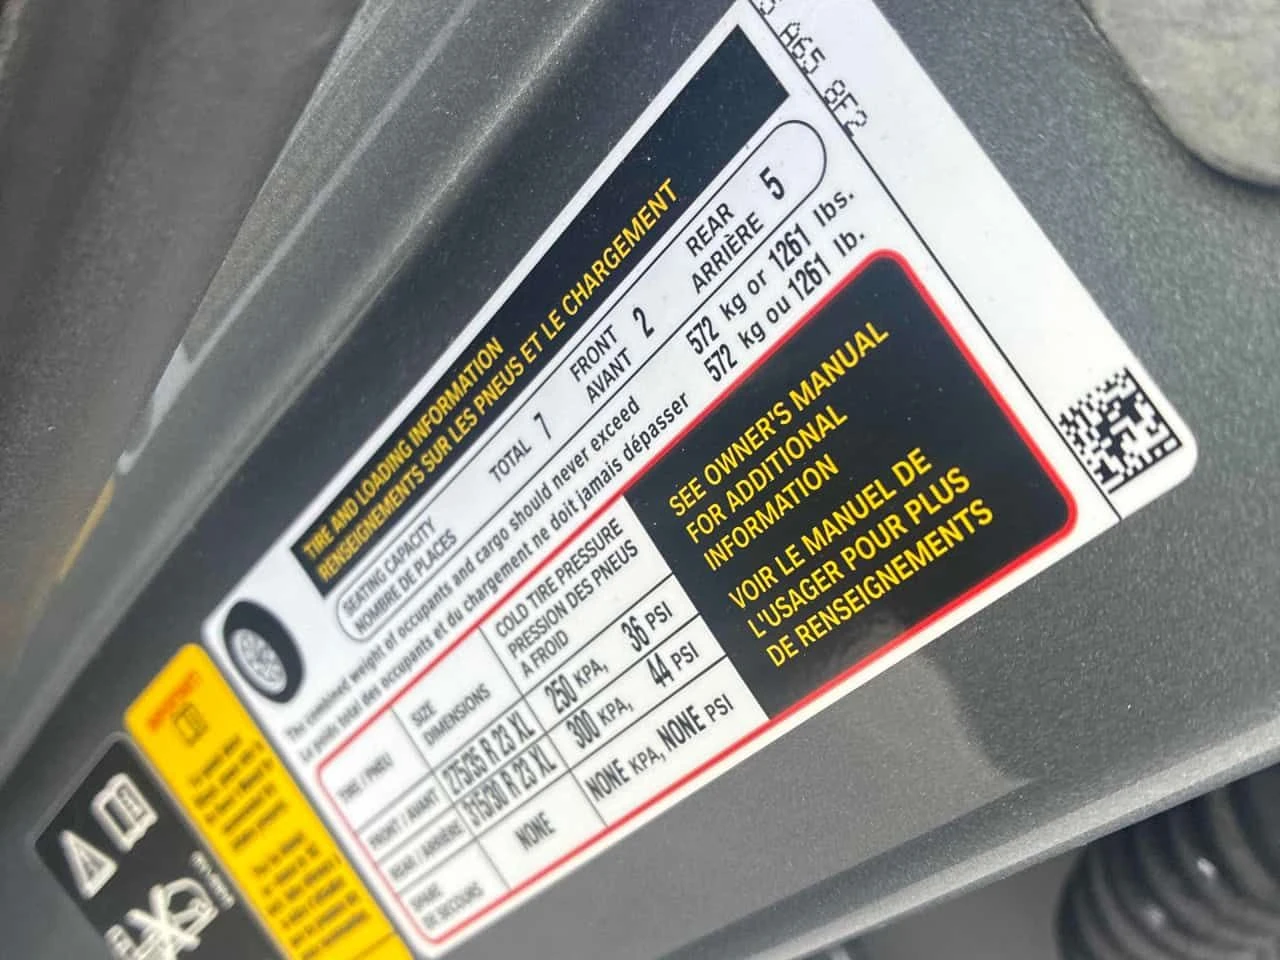 5 A65 8F2
TIRE AND LOADING INFORMATION
RENSEIGNEMENTS SUR LES PNEUS ET LE CHARGEMENT
SEATING CAPACITY
NOMBRE DE PLACES
TOTAL 7
FRONT
AVANT 2
REAR
ARRIÈRE 5
The combined weight of occupants and cargo should never exceed 572 kg or 1261 lbs.
Le poids total des occupants et du chargement ne doit jamais dépasser 572 kg ou 1261 lb.
TIRE / PNEU
SIZE
DIMENSIONS
COLD TIRE PRESSURE
PRESSION DES PNEUS
A FROID
FRONT / AVANT 275/35 R 23 XL 250 KPA, 36 PSI
REAR / ARRIÈRE 315/30 R 23 XL 300 KPA, 44 PSI
SPARE
DE SECOURS
NONE NONE KPA, NONE PSI
SEE OWNER'S MANUAL
FOR ADDITIONAL
INFORMATION
VOIR LE MANUEL DE
L'USAGER POUR PLUS
DE RENSEIGNEMENTS